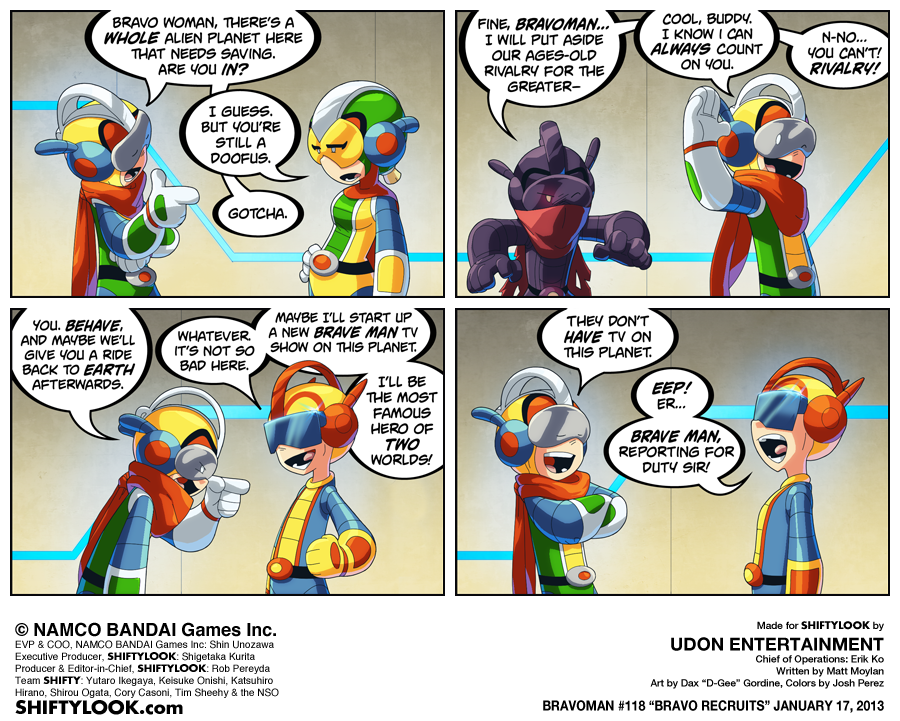 BRAVO WOMAN, THERE'S A
WHOLE ALIEN PLANET HERE
THAT NEEDS SAVING.
ARE YOU IN?
I GUESS.
BUT YOU'RE
STILL A
DOOFUS.
GOTCHA.
FINE, BRAVOMAN...
I WILL PUT ASIDE
OUR AGES-OLD
RIVALRY FOR THE
GREATER–
COOL, BUDDY.
I KNOW I CAN
ALWAYS COUNT
ON YOU.
N-NO...
YOU CAN'T!
RIVALRY!
YOU. BEHAVE,
AND MAYBE WE'LL
GIVE YOU A RIDE
BACK TO EARTH
AFTERWARDS.
WHATEVER.
IT'S NOT SO
BAD HERE.
MAYBE I'LL START UP
A NEW BRAVE MAN TV
SHOW ON THIS PLANET.
I'LL BE
THE MOST
FAMOUS
HERO OF
TWO
WORLDS!
THEY DON'T
HAVE TV ON
THIS PLANET.
EEP!
ER...
BRAVE MAN,
REPORTING FOR
DUTY SIR!
© NAMCO BANDAI Games Inc.
EVP & COO, NAMCO BANDAI Games Inc: Shin Unozawa
Executive Producer, SHIFTYLOOK: Shigetaka Kurita
Producer & Editor-in-Chief, SHIFTYLOOK: Rob Pereyda
Team SHIFTY: Yutaro Ikegaya, Keisuke Onishi, Katsuhiro
Hirano, Shirou Ogata, Cory Casoni, Tim Sheehy & the NSO
SHIFTYLOOK.com
Made for SHIFTYLOOK by
UDON ENTERTAINMENT
Chief of Operations: Erik Ko
Written by Matt Moylan
Art by Dax "D-Gee" Gordine, Colors by Josh Perez
BRAVOMAN #118 "BRAVO RECRUITS" JANUARY 17, 2013